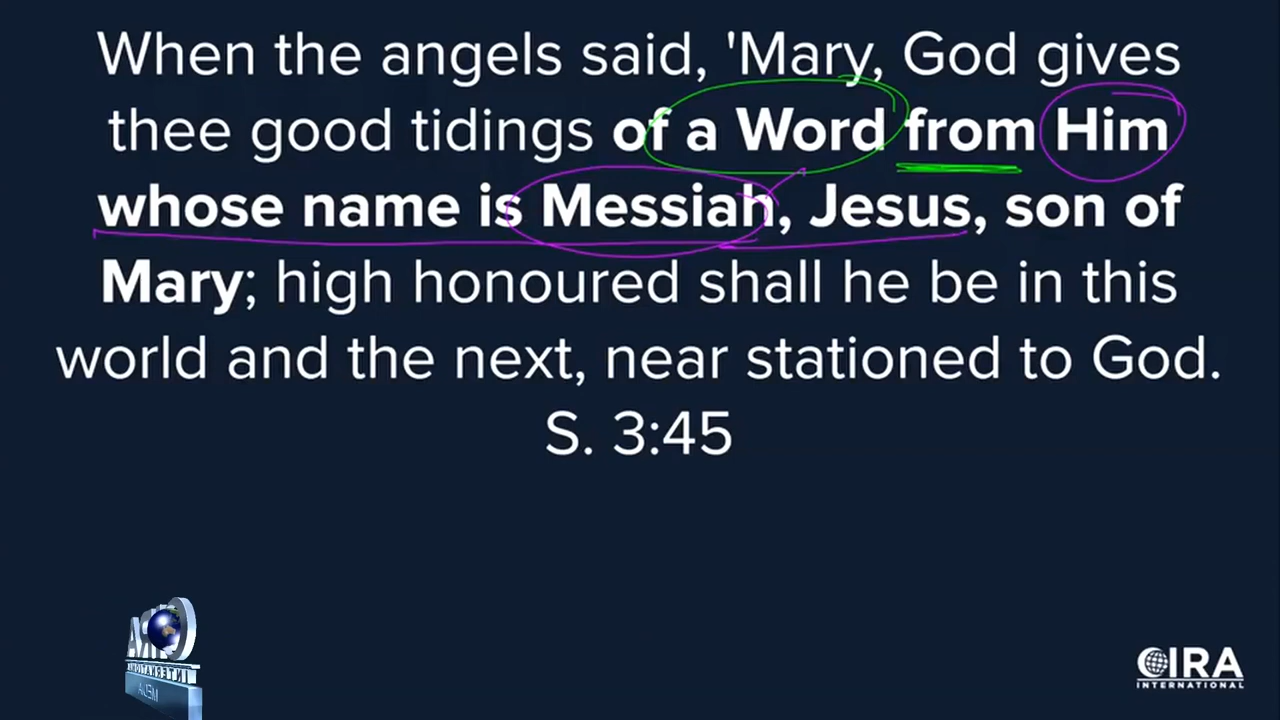 When the angels said, 'Mary, God gives
thee good tidings of a Word from Him
whose name is Messiah, Jesus, son of
Mary; high honoured shall he be in this
world and the next, near stationed to God.
S. 3:45
CIRA
INTERNATIONAL